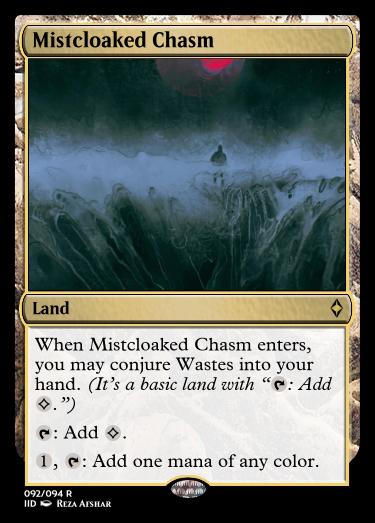 Mistcloaked Chasm
Land
When Mistcloaked Chasm enters,
you may conjure Wastes into your
hand. (It's a basic land with “: Add
.”)
: Add .
1, : Add one mana of any color.
092/094 R
IID Reza Afshar